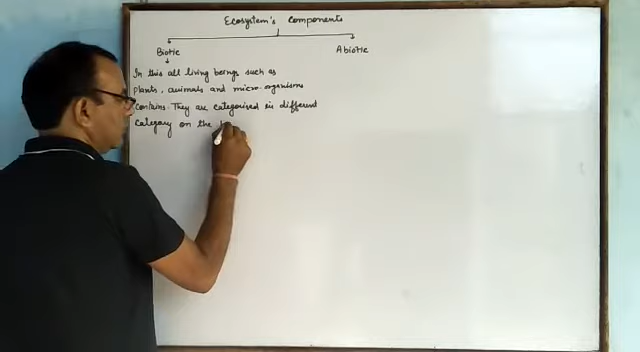 Ecosystem's Components
Biotic
Abiotic
In this all living beings such as
plants, animals and micro-organisms
contains. They are categorised in different
category on the